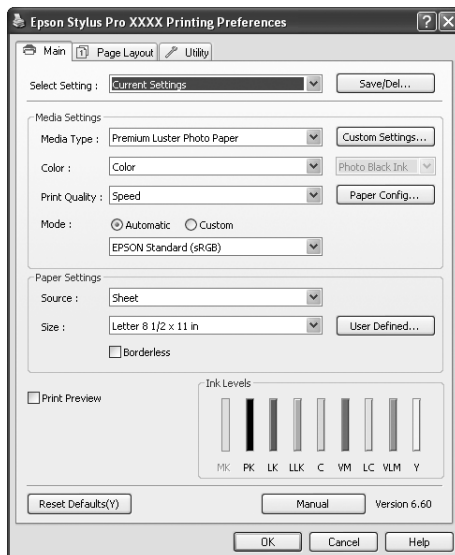 Epson Stylus Pro XXXX Printing Preferences
Main Page Layout Utility
Select Setting : Current Settings Save/Del...
Media Settings
Media Type : Premium Luster Photo Paper Custom Settings...
Color : Color Photo Black Ink
Print Quality : Speed Paper Config...
Mode : Automatic Custom
EPSON Standard (sRGB)
Paper Settings
Source : Sheet
Size : Letter 8 1/2 x 11 in User Defined...
Borderless
Print Preview
Ink Levels
MK PK LK LLK C VM LC VLM Y
Reset Defaults(Y) Manual Version 6.60
OK Cancel Help